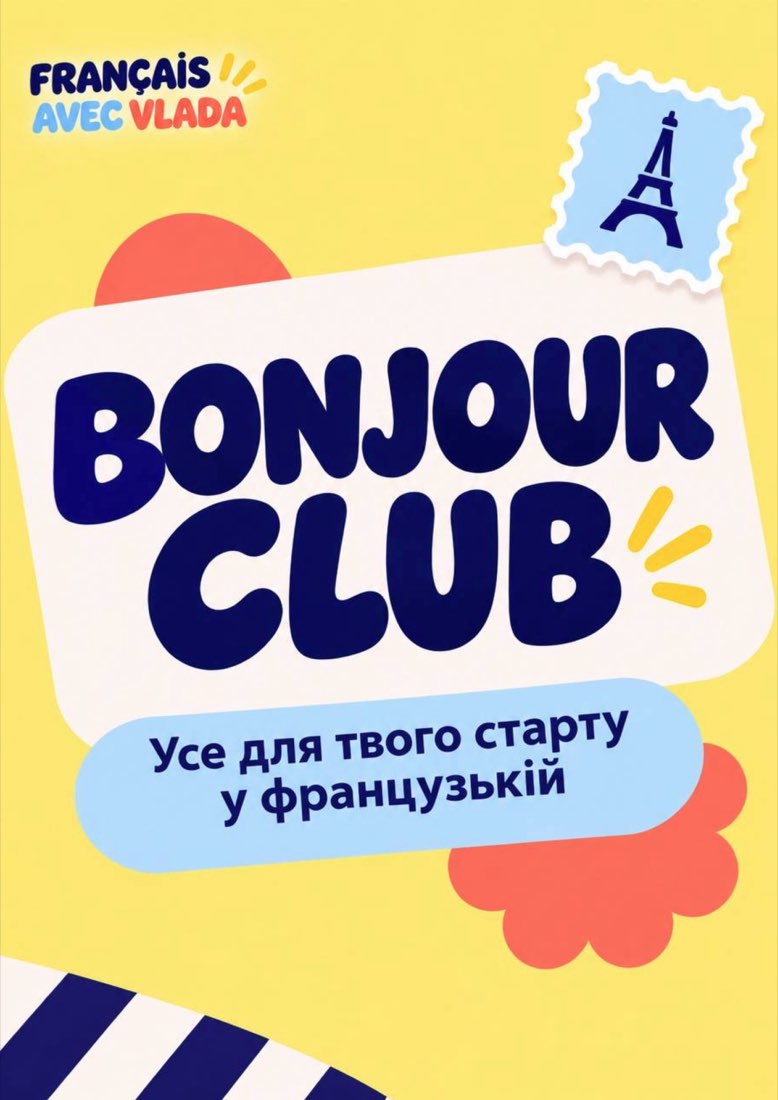 FRANÇAiS
AVEC VLADA
BONJOUR
CLUB
Усе для твого старту
у французькій